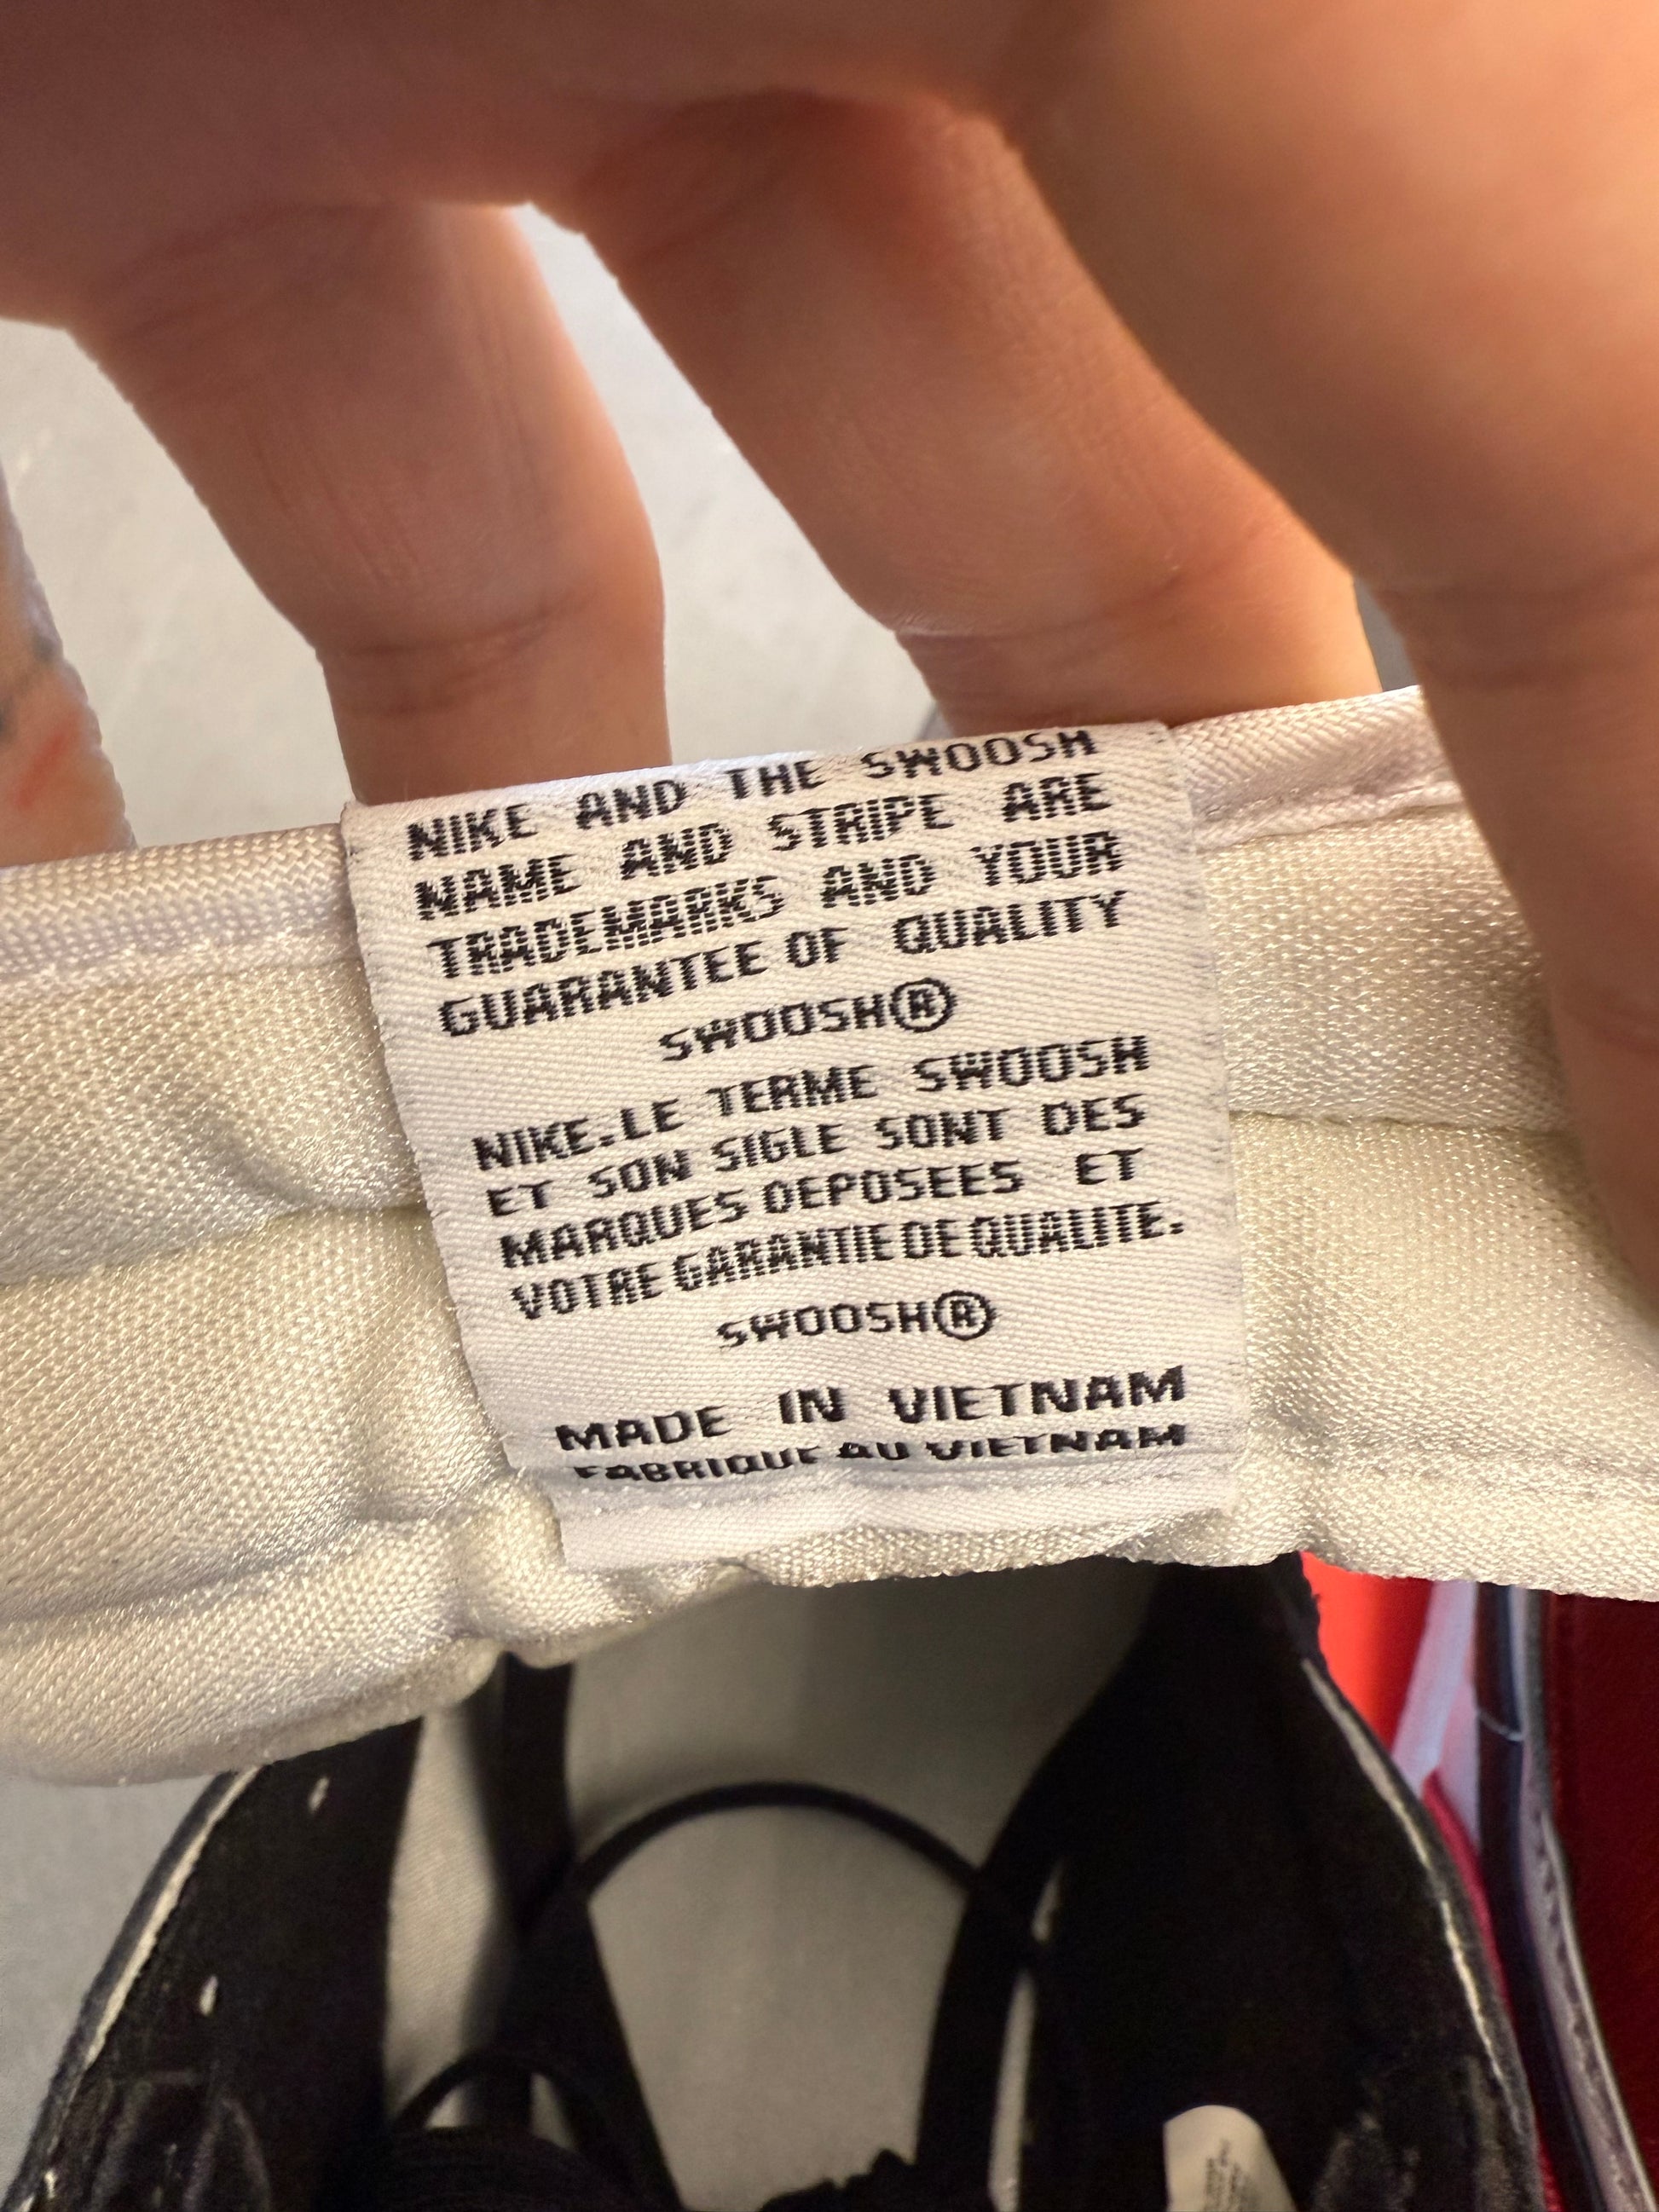 NIKE AND THE SWOOSH
NAME AND STRIPE ARE
TRADEMARKS AND YOUR
GUARANTEE OF QUALITY
SWOOSH®
NIKE.LE TERME SWOOSH
ET SON SIGLE SONT DES
MARQUES DEPOSEES ET
VOTRE GARANTIE DE QUALITE.
SWOOSH®
MADE IN VIETNAM
FABRIQUE AU VIETNAM